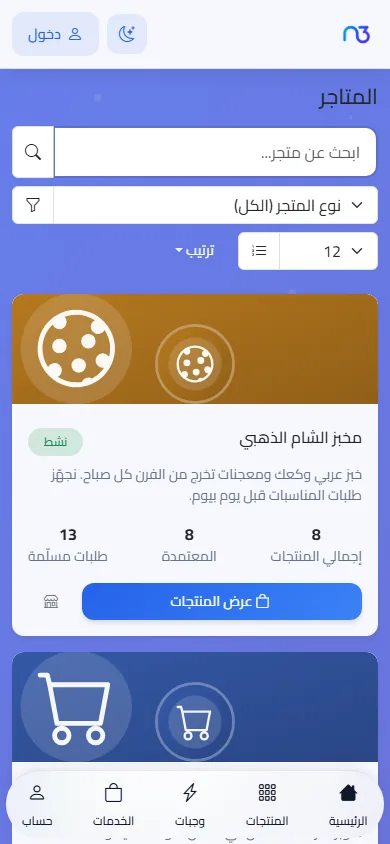 دخول
المتاجر
ابحث عن متجر...
نوع المتجر (الكل)
12
ترتيب
مخبز الشام الذهبي
نشط
خبز عربي وكعك ومعجنات تخرج من الفرن كل صباح. نجهّز
طلبات المناسبات قبل يوم بيوم.
8 8 13
إجمالي المنتجات المعتمدة طلبات مسلّمة
عرض المنتجات
الرئيسية المنتجات وجبات الخدمات حساب